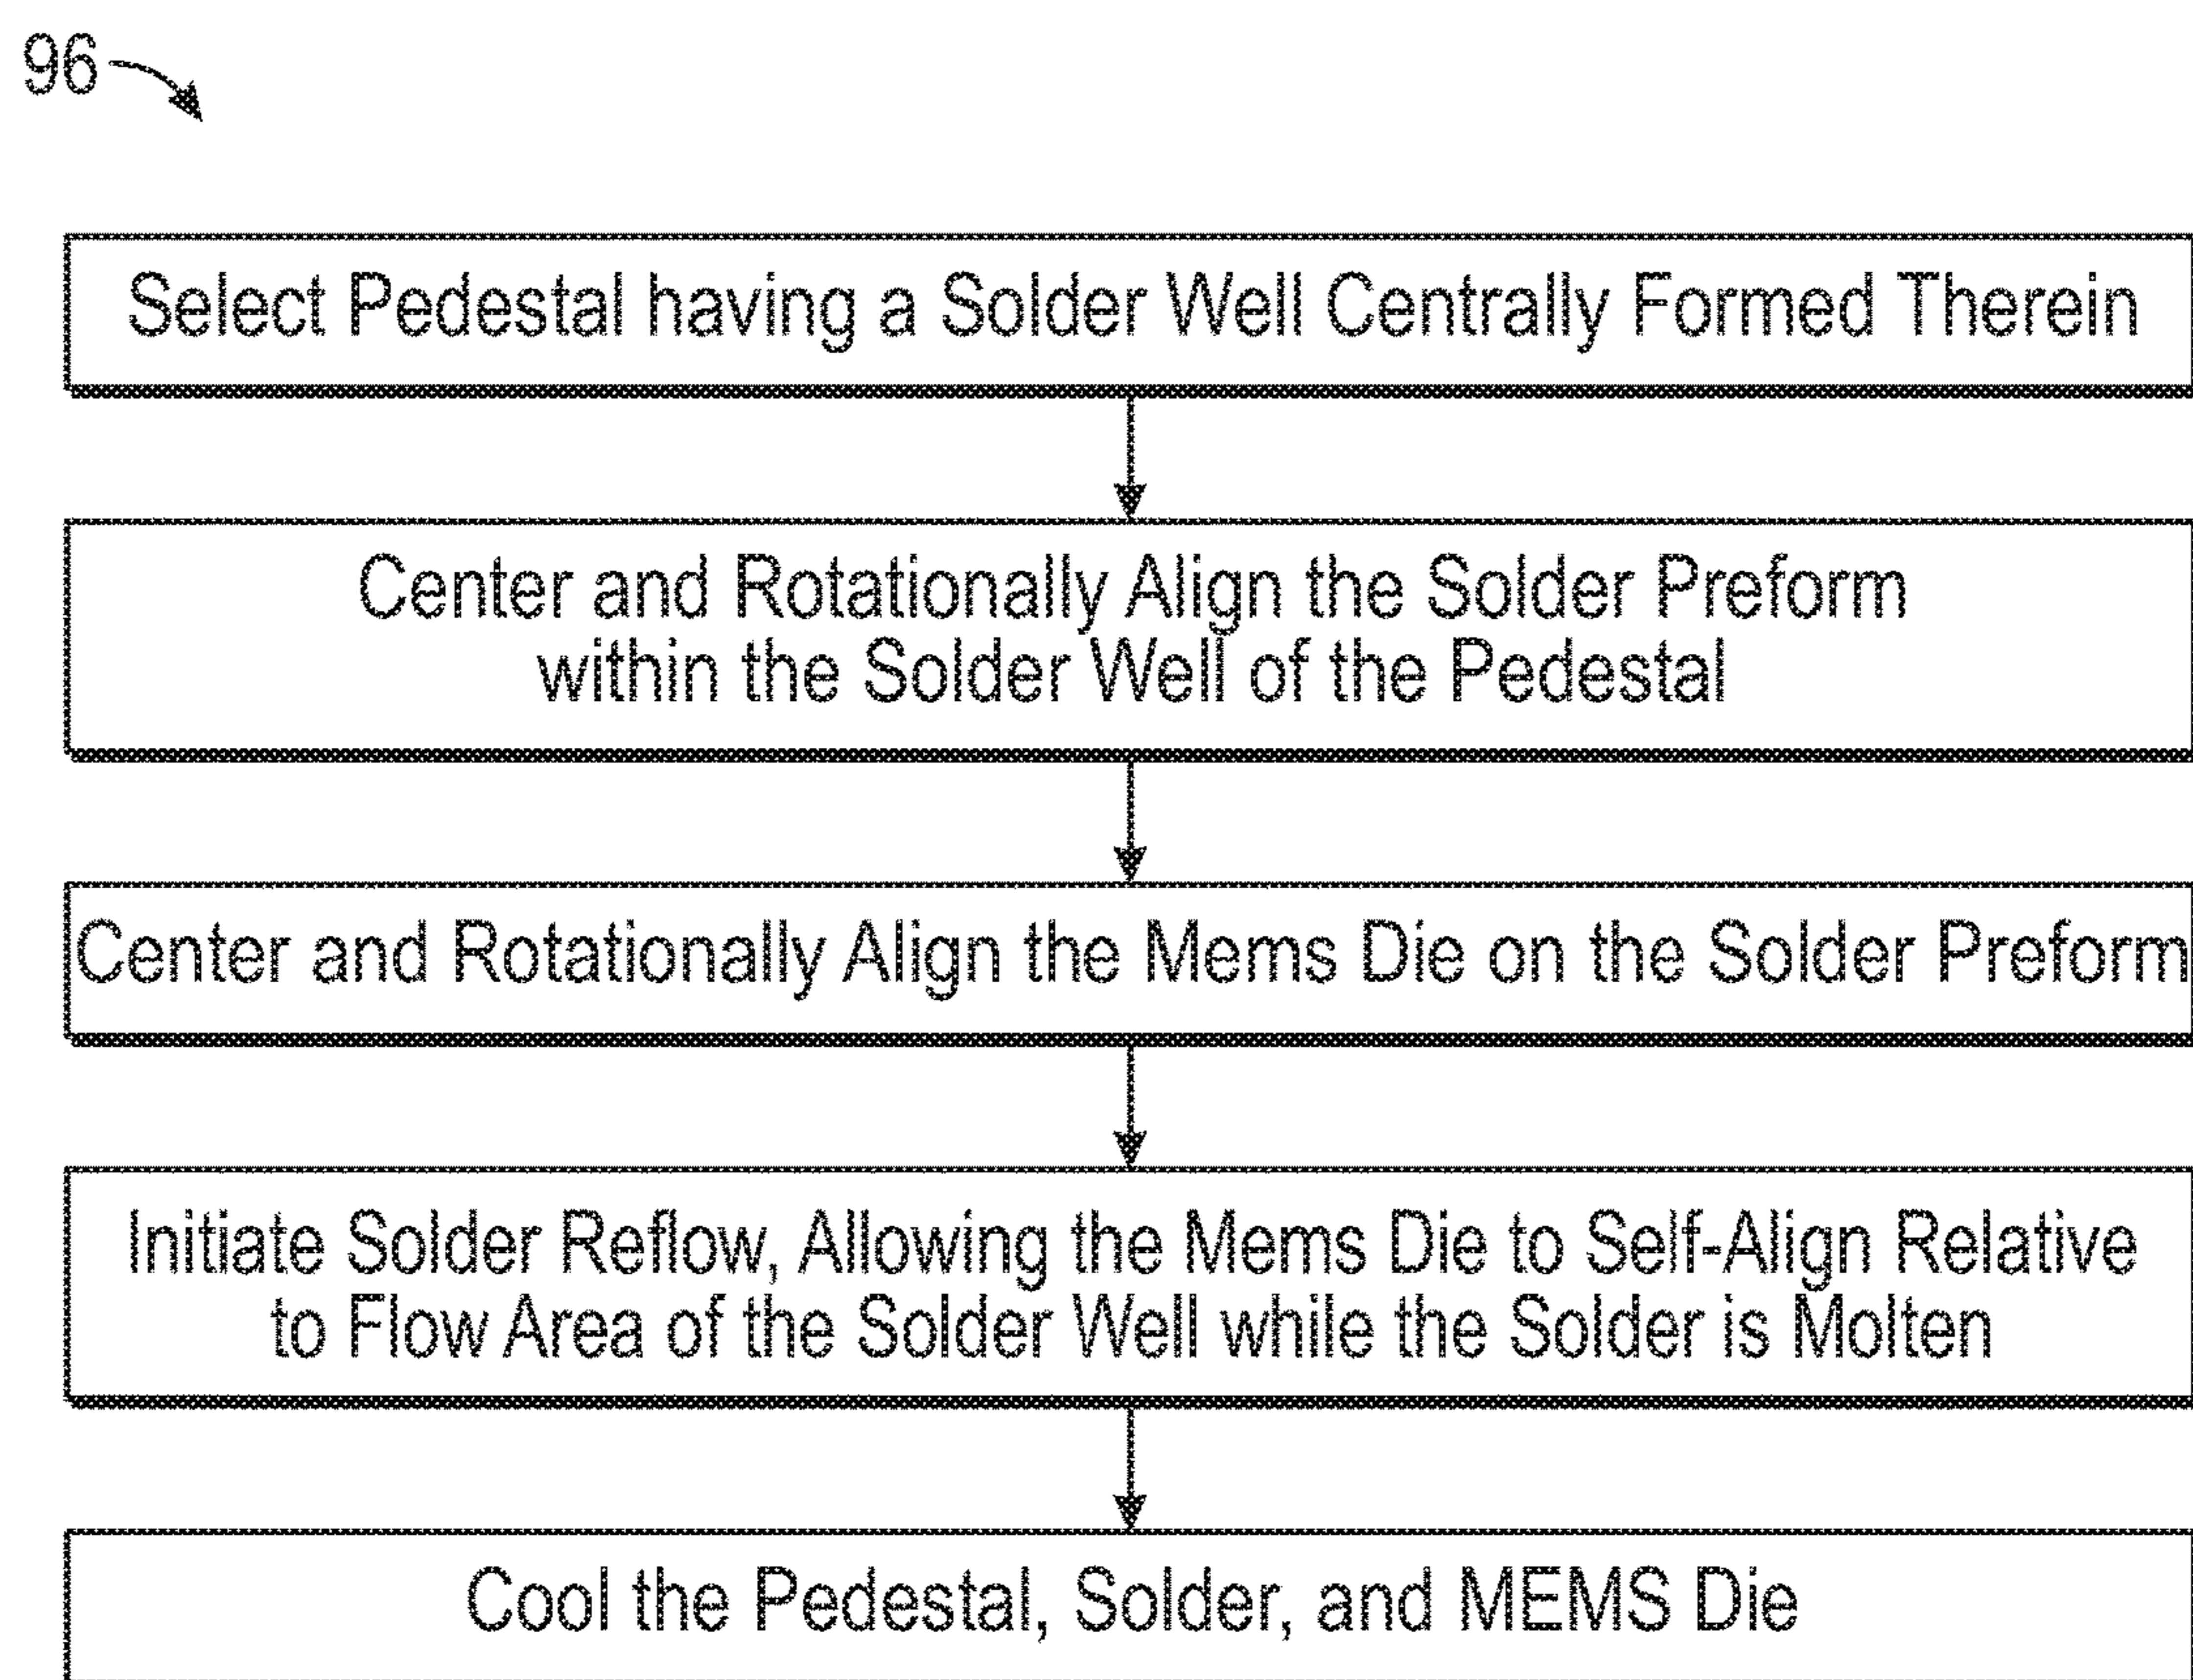 96
Select Pedestal having a Solder Well Centrally Formed Therein
Center and Rotationally Align the Solder Preform
within the Solder Well of the Pedestal
Center and Rotationally Align the Mems Die on the Solder Preform
Initiate Solder Reflow, Allowing the Mems Die to Self-Align Relative
to Flow Area of the Solder Well while the Solder is Molten
Cool the Pedestal, Solder, and MEMS Die